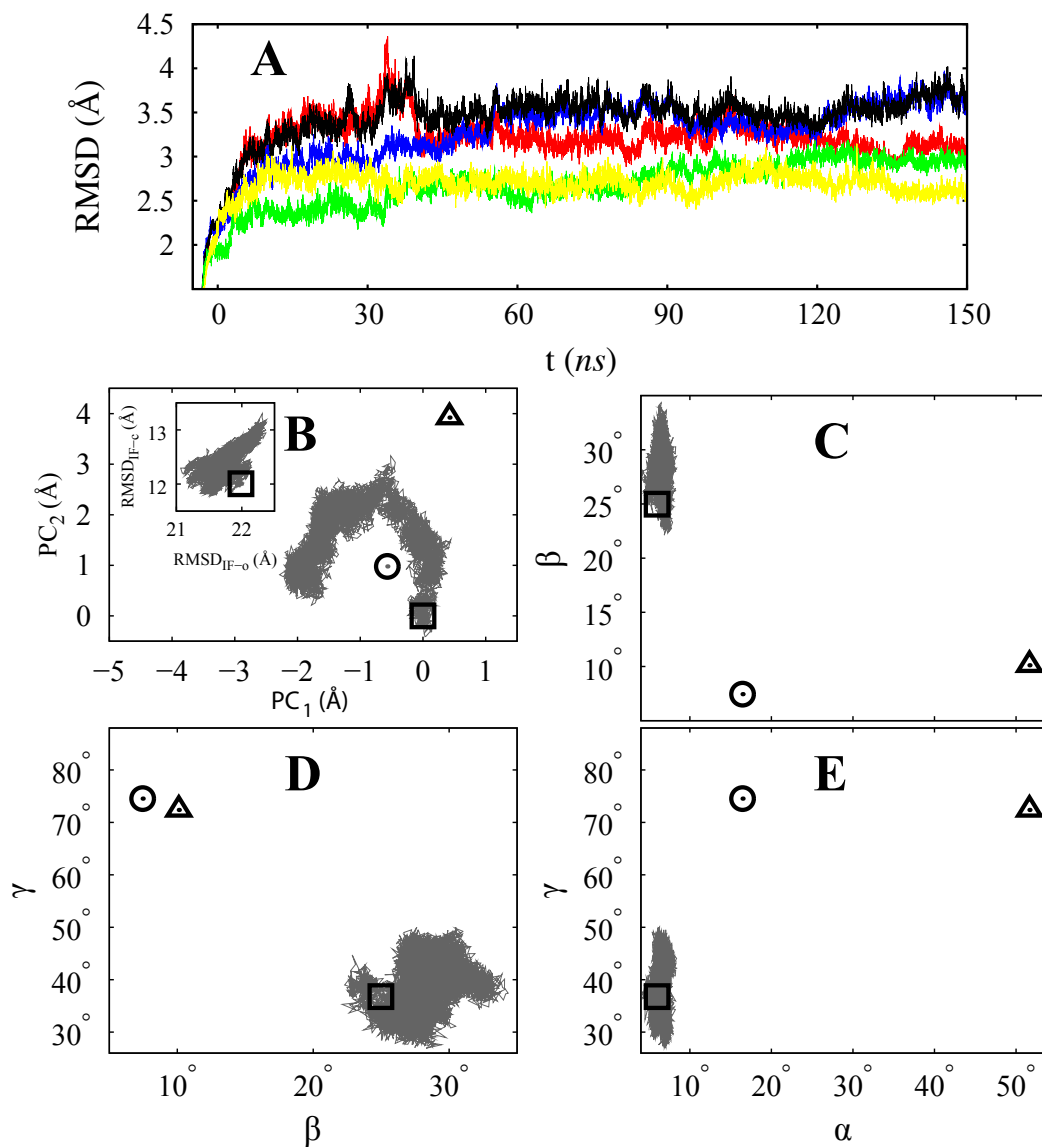 4.5
4
3.5
3
2.5
2
RMSD (Å)
A
0 30 60 90 120 150
t (ns)
4
3
2
1
0
PC2 (Å)
B
13
12
RMSDIF−c (Å)
21 22
RMSDIF−o (Å)
−5 −4 −3 −2 −1 0 1
PC1 (Å)
C
30°
25°
20°
15°
10°
β
D
80°
70°
60°
50°
40°
30°
γ
10° 20° 30°
β
E
80°
70°
60°
50°
40°
30°
γ
10° 20° 30° 40° 50°
α